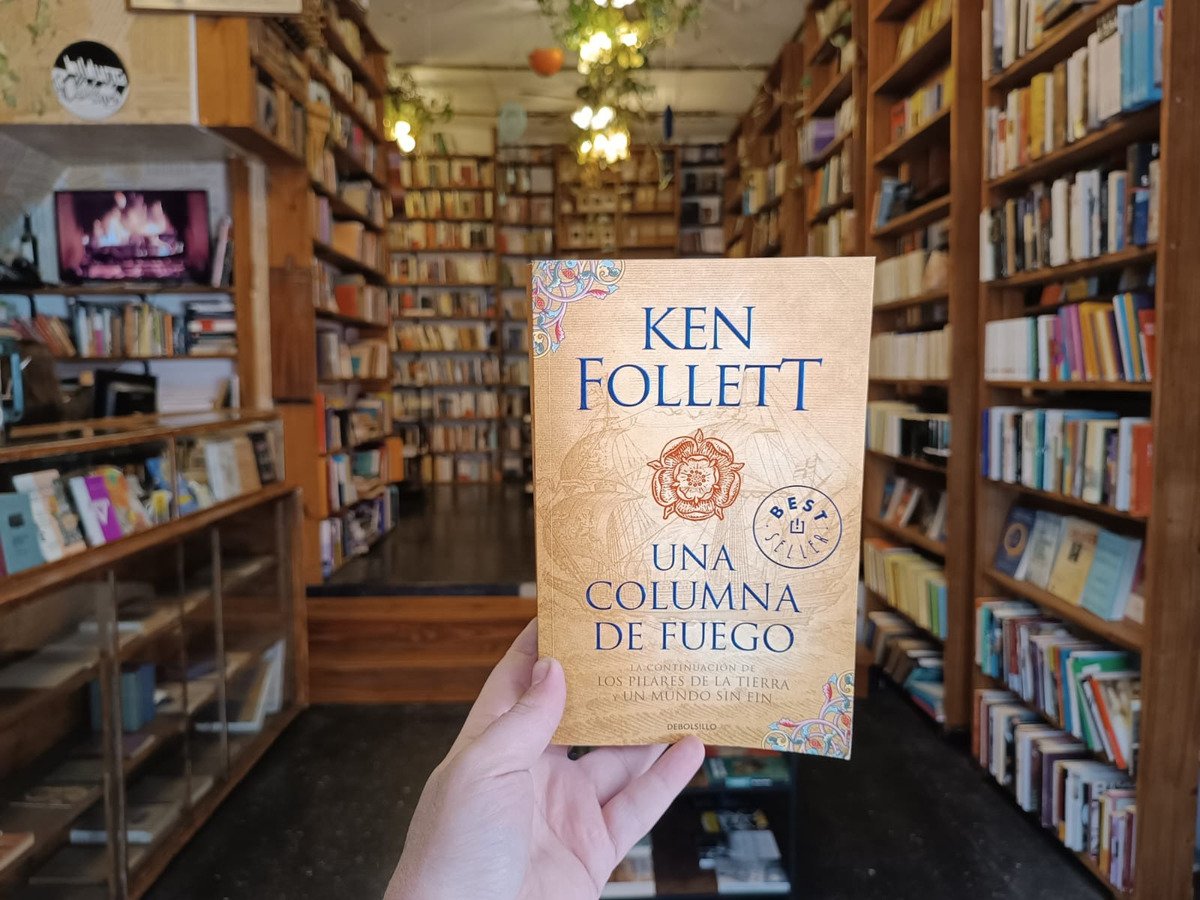 KEN
FOLLETT
BEST
SELLER
UNA
COLUMNA
DE FUEGO
LA CONTINUACIÓN DE
LOS PILARES DE LA TIERRA
Y UN MUNDO SIN FIN
DEBOLSILLO